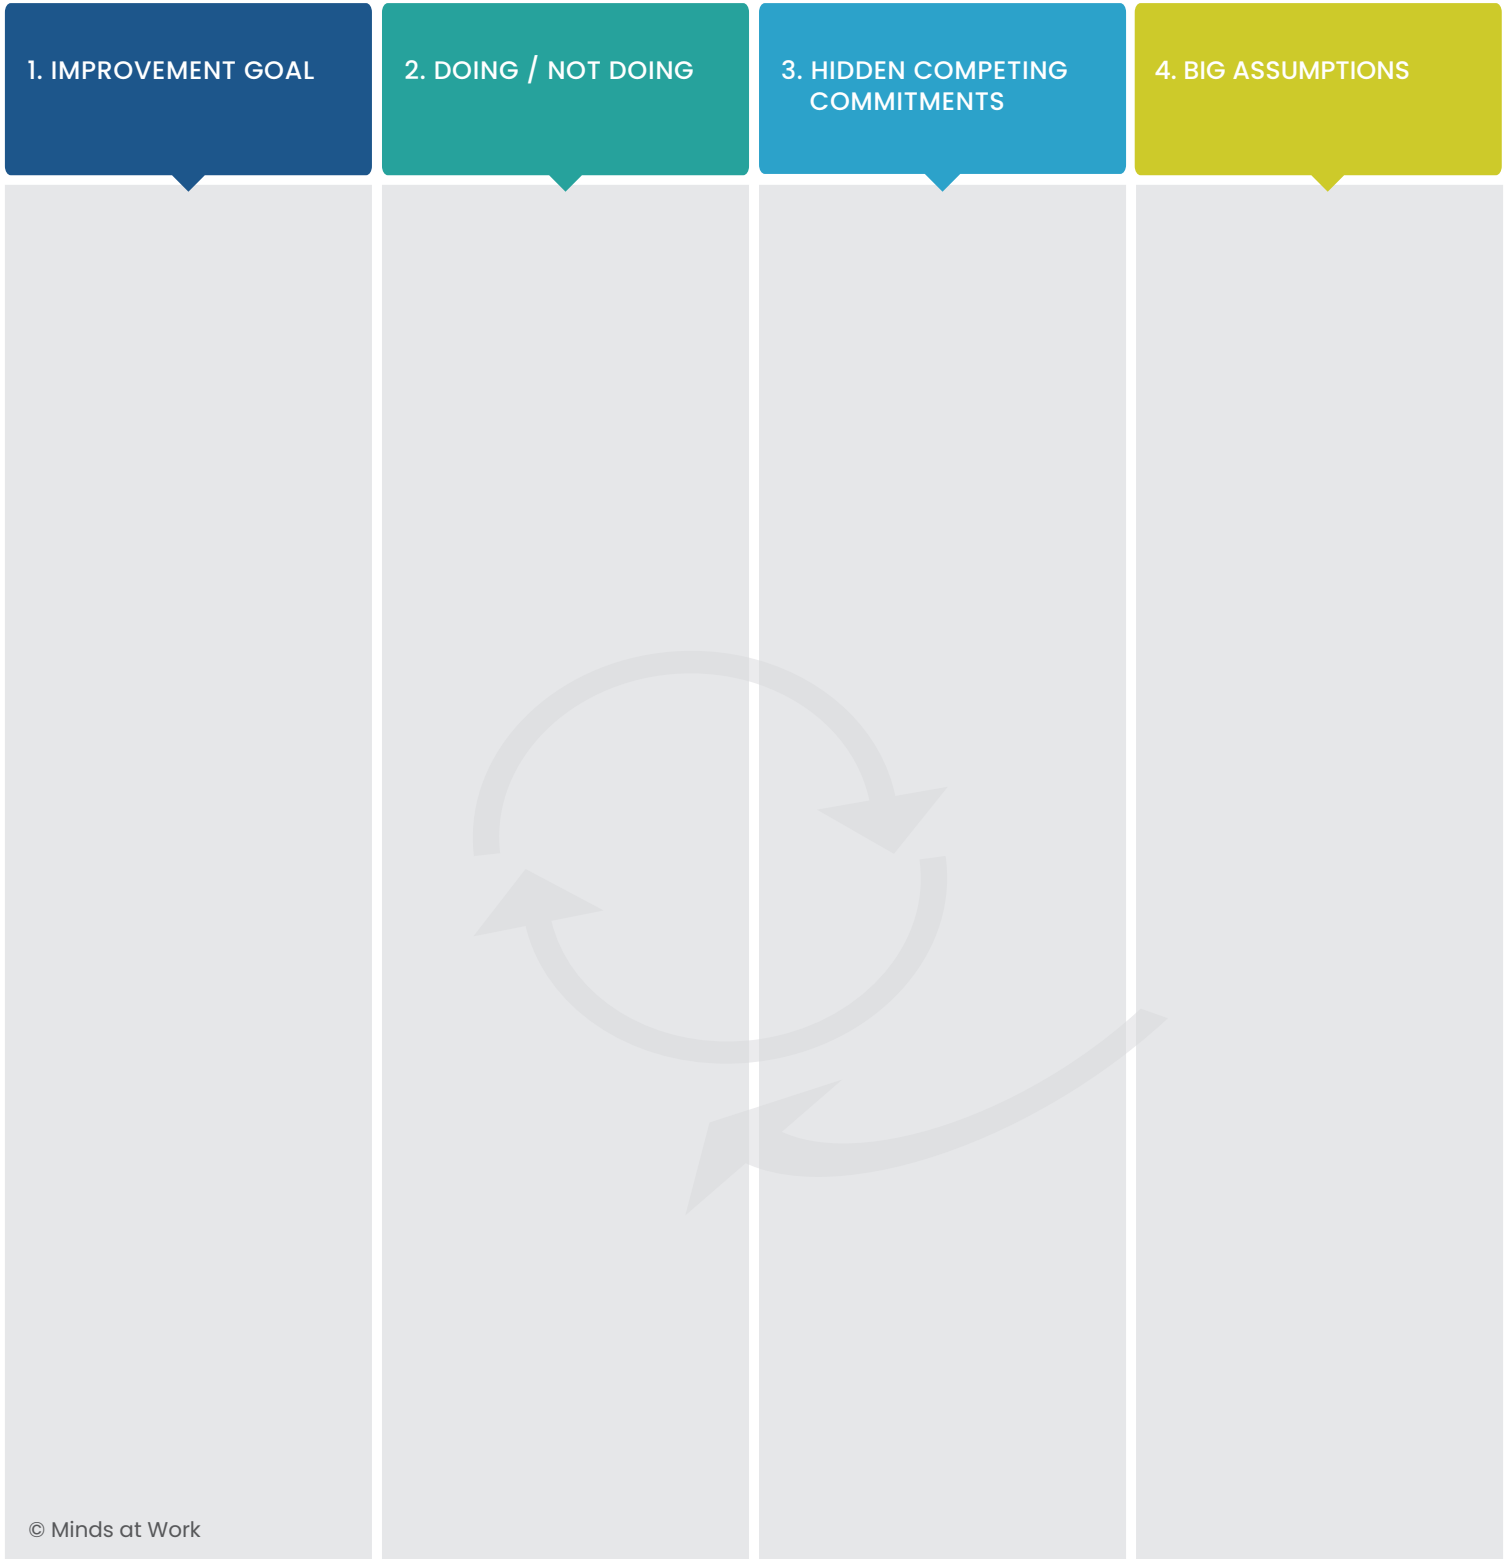 1. IMPROVEMENT GOAL
2. DOING / NOT DOING
3. HIDDEN COMPETING
COMMITMENTS
4. BIG ASSUMPTIONS
© Minds at Work